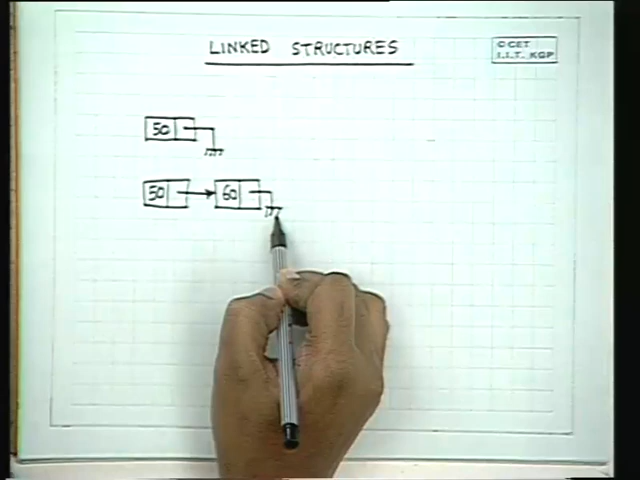 LINKED STRUCTURES
© CET
I.I.T. KGP
50
50 60